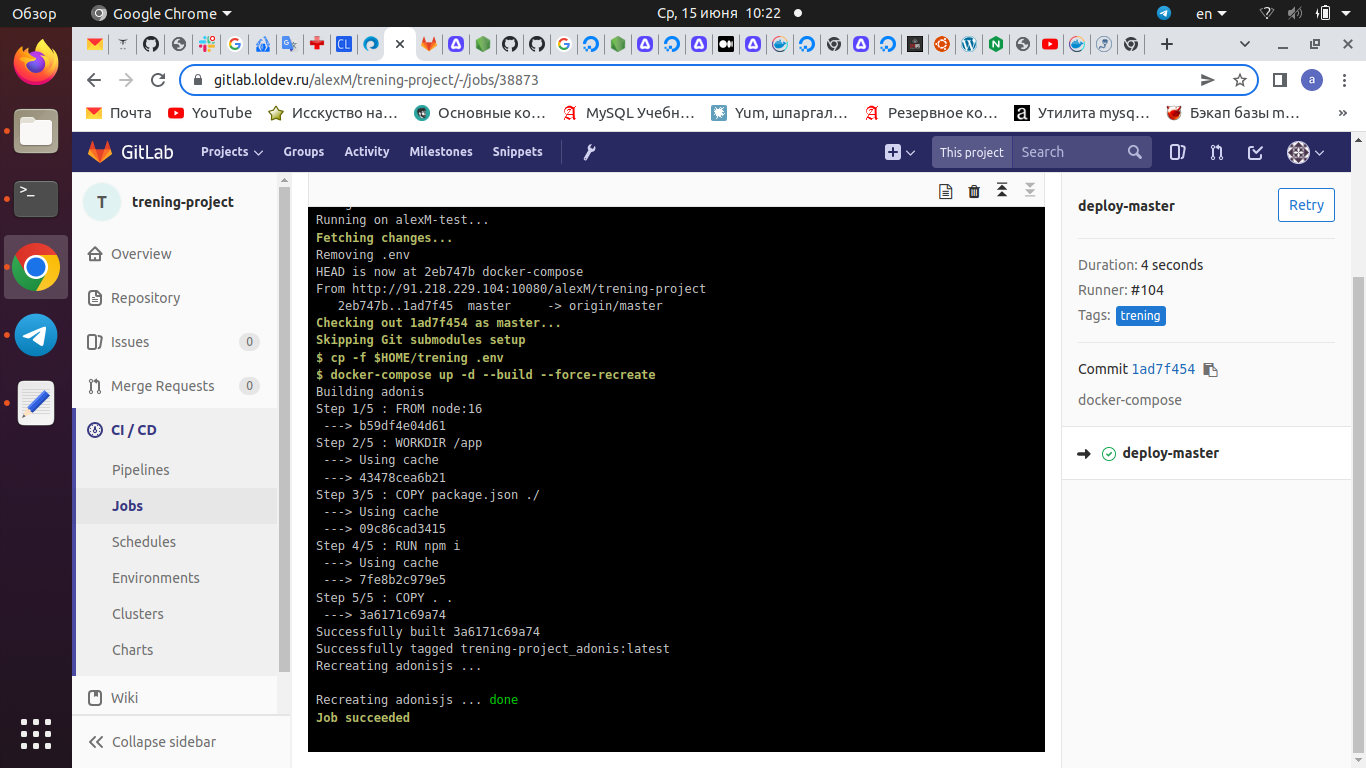 Обзор
Google Chrome
Ср, 15 июня 10:22
en
CL
gitlab.loldev.ru/alexM/trening-project/-/jobs/38873
a
Почта
YouTube
Исскуство на...
Основные ко...
MySQL Учебн...
Yum, шпаргал...
Резервное ко...
Утилита mysq...
Бэкап базы m...
»
GitLab
Projects
Groups
Activity
Milestones
Snippets
This project
Search
T
trening-project
Overview
Repository
Issues
0
Merge Requests
0
CI / CD
Pipelines
Jobs
Schedules
Environments
Clusters
Charts
Wiki
Collapse sidebar
Running on alexM-test...
Fetching changes...
Removing .env
HEAD is now at 2eb747b docker-compose
From http://91.218.229.104:10080/alexM/trening-project
2eb747b..1ad7f45 master -> origin/master
Checking out 1ad7f454 as master...
Skipping Git submodules setup
$ cp -f $HOME/trening .env
$ docker-compose up -d --build --force-recreate
Building adonis
Step 1/5 : FROM node:16
---> b59df4e04d61
Step 2/5 : WORKDIR /app
---> Using cache
---> 43478cea6b21
Step 3/5 : COPY package.json ./
---> Using cache
---> 09c86cad3415
Step 4/5 : RUN npm i
---> Using cache
---> 7fe8b2c979e5
Step 5/5 : COPY . .
---> 3a6171c69a74
Successfully built 3a6171c69a74
Successfully tagged trening-project_adonis:latest
Recreating adonisjs ...
Recreating adonisjs ... done
Job succeeded
deploy-master
Retry
Duration: 4 seconds
Runner: #104
Tags: trening
Commit 1ad7f454
docker-compose
deploy-master